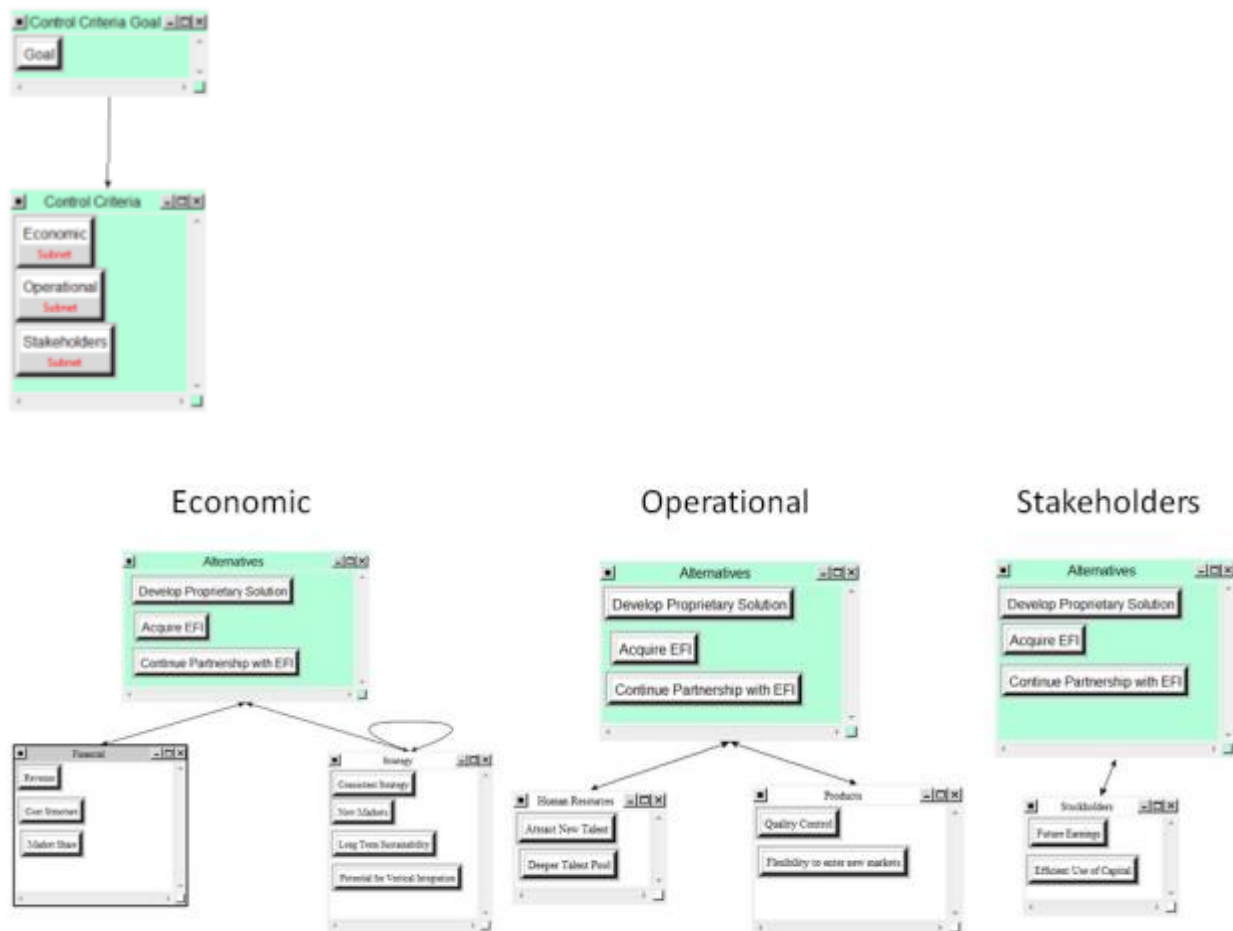 Control Criteria Goal
Goal
Control Criteria
Economic
Subnet
Operational
Subnet
Stakeholders
Subnet
Economic
Operational
Stakeholders
Alternatives
Develop Proprietary Solution
Acquire EFI
Continue Partnership with EFI
Financial
Revenue
Cost Structure
Market Share
Strategy
Consistent Strategy
New Markets
Long Term Sustainability
Potential for Vertical Integration
Alternatives
Develop Proprietary Solution
Acquire EFI
Continue Partnership with EFI
Human Resources
Attract New Talent
Deeper Talent Pool
Products
Quality Control
Flexibility to enter new markets
Alternatives
Develop Proprietary Solution
Acquire EFI
Continue Partnership with EFI
Stockholders
Future Earnings
Efficient Use of Capital